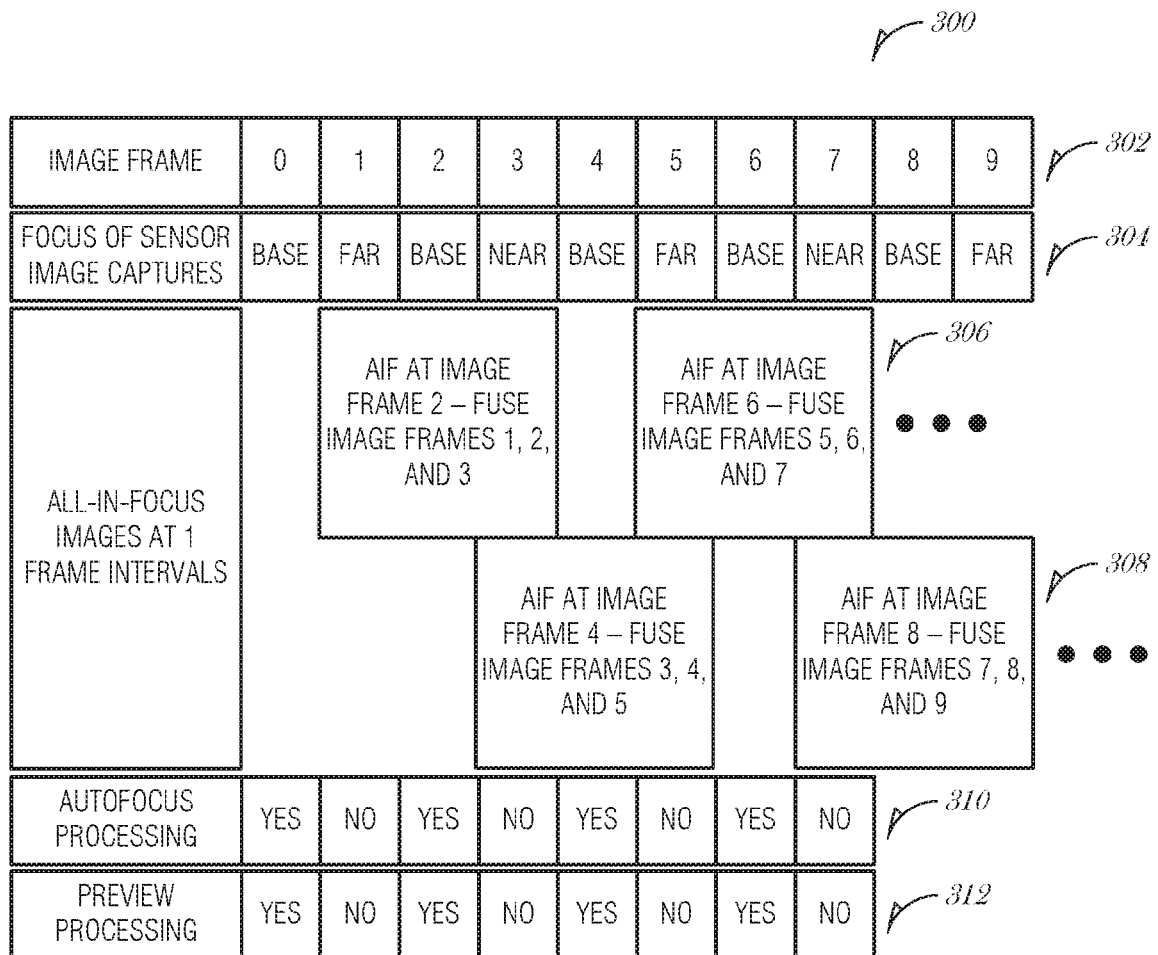 300
IMAGE FRAME 0 1 2 3 4 5 6 7 8 9 302
FOCUS OF SENSOR
IMAGE CAPTURES
BASE FAR BASE NEAR BASE FAR BASE NEAR BASE FAR 304
ALL-IN-FOCUS
IMAGES AT 1
FRAME INTERVALS
AIF AT IMAGE
FRAME 2 – FUSE
IMAGE FRAMES 1, 2,
AND 3
AIF AT IMAGE
FRAME 6 – FUSE
IMAGE FRAMES 5, 6,
AND 7
306
AIF AT IMAGE
FRAME 4 – FUSE
IMAGE FRAMES 3, 4,
AND 5
AIF AT IMAGE
FRAME 8 – FUSE
IMAGE FRAMES 7, 8,
AND 9
308
AUTOFOCUS
PROCESSING
YES NO YES NO YES NO YES NO 310
PREVIEW
PROCESSING
YES NO YES NO YES NO YES NO 312